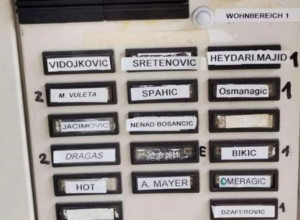 WOHNBEREICH 1
VIDOJKOVIC
SRETENOVIC
HEYDARI.MAJID 1
2 M. VULETA
SPAHIC
Osmanagic 1
JACIMOVIC
NENAD BOSANCIC
2 DRAGAS
E BIKIC 1
HOT
A. MAYER
OMERAGIC
DZAFEROVIC 1